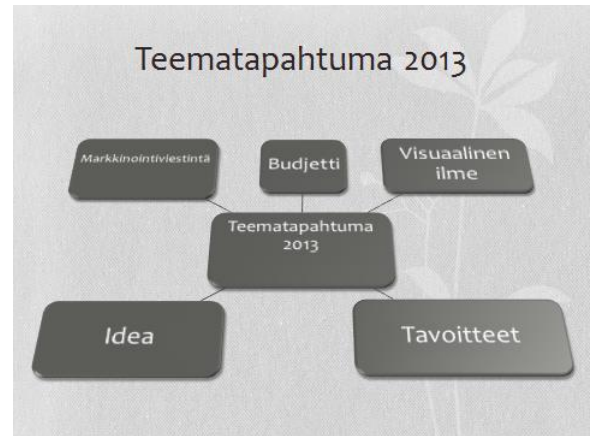 Teematapahtuma 2013
Markkinointiviestintä
Budjetti
Visuaalinen
ilme
Teematapahtuma
2013
Idea
Tavoitteet